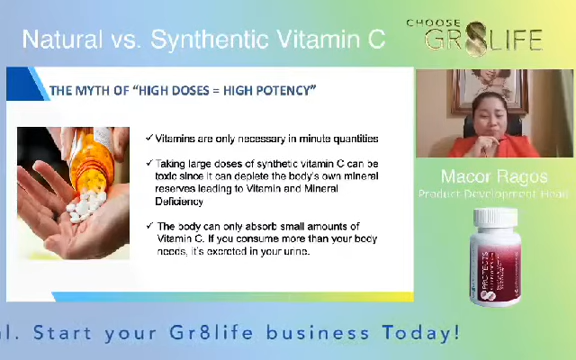 Natural vs. Synthetic Vitamin C
CHOOSE
GR8LIFE
THE MYTH OF “HIGH DOSES = HIGH POTENCY”
✓Vitamins are only necessary in minute quantities
✓Taking large doses of synthetic vitamin C can be
toxic since it can deplete the body's own mineral
reserves leading to Vitamin and Mineral
Deficiency
✓ The body can only absorb small amounts of
Vitamin C. If you consume more than your body
needs, it's excreted in your urine.
Macor Ragos
Product Development Head
al. Start your Gr8life business Today!